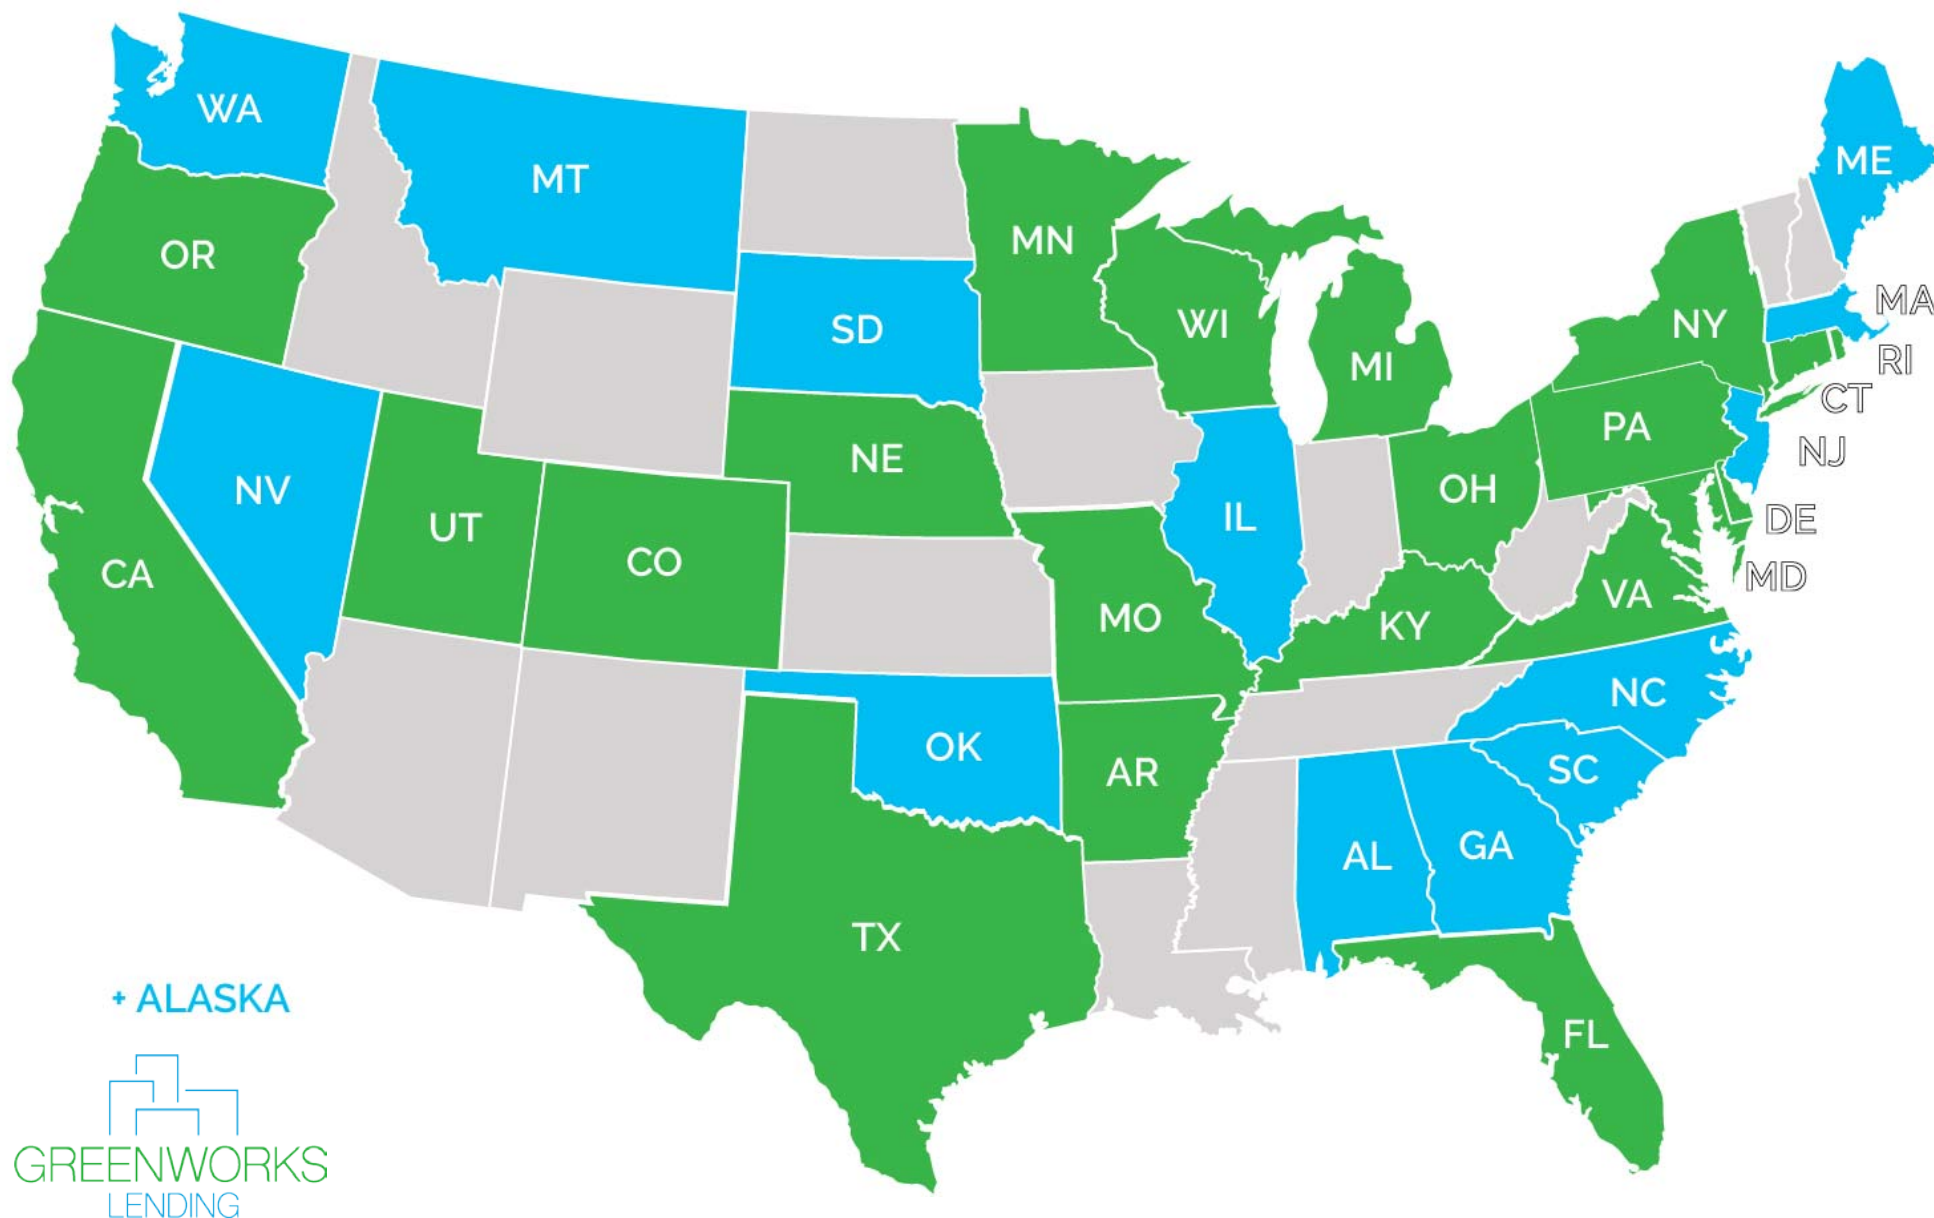 WA
ME
MT
MN
OR
MA
WI
NY
SD
RI
MI
CT
PA
NJ
NE
OH
NV
IL
DE
UT
CO
CA
MD
VA
MO
KY
NC
OK
SC
AR
GA
AL
TX
+ ALASKA
FL
GREENWORKS
LENDING